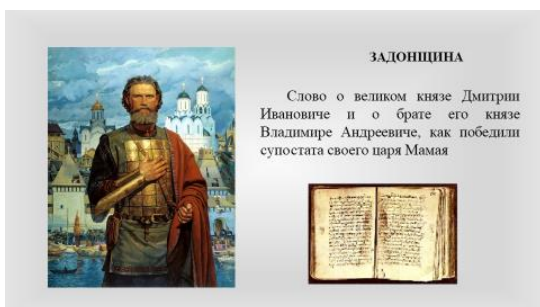 ЗАДОНЩИНА
Слово о великом князе Дмитрии
Ивановиче и о брате его князе
Владимире Андреевиче, как победили
супостата своего царя Мамая